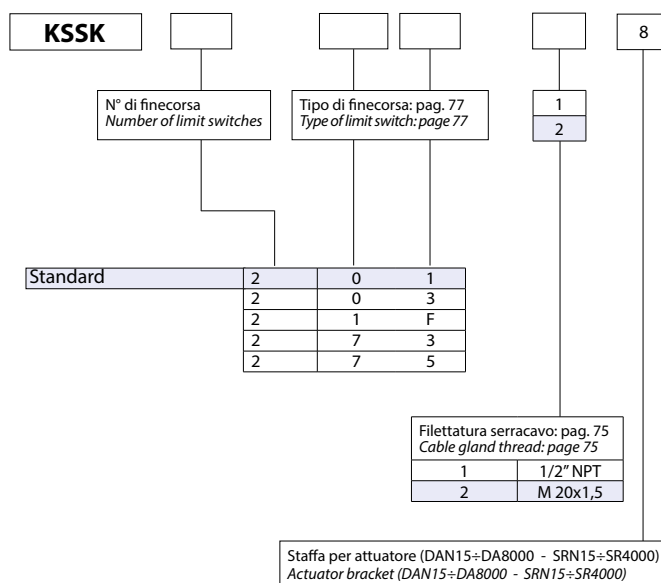 KSSK 8
N° di finecorsa
Number of limit switches
Tipo di finecorsa: pag. 77
Type of limit switch: page 77
1
2
Standard 2 0 1
2 0 3
2 1 F
2 7 3
2 7 5
Filettatura serracavo: pag. 75
Cable gland thread: page 75
1 1/2” NPT
2 M 20x1,5
Staffa per attuatore (DAN15÷DA8000 - SRN15÷SR4000)
Actuator bracket (DAN15÷DA8000 - SRN15÷SR4000)